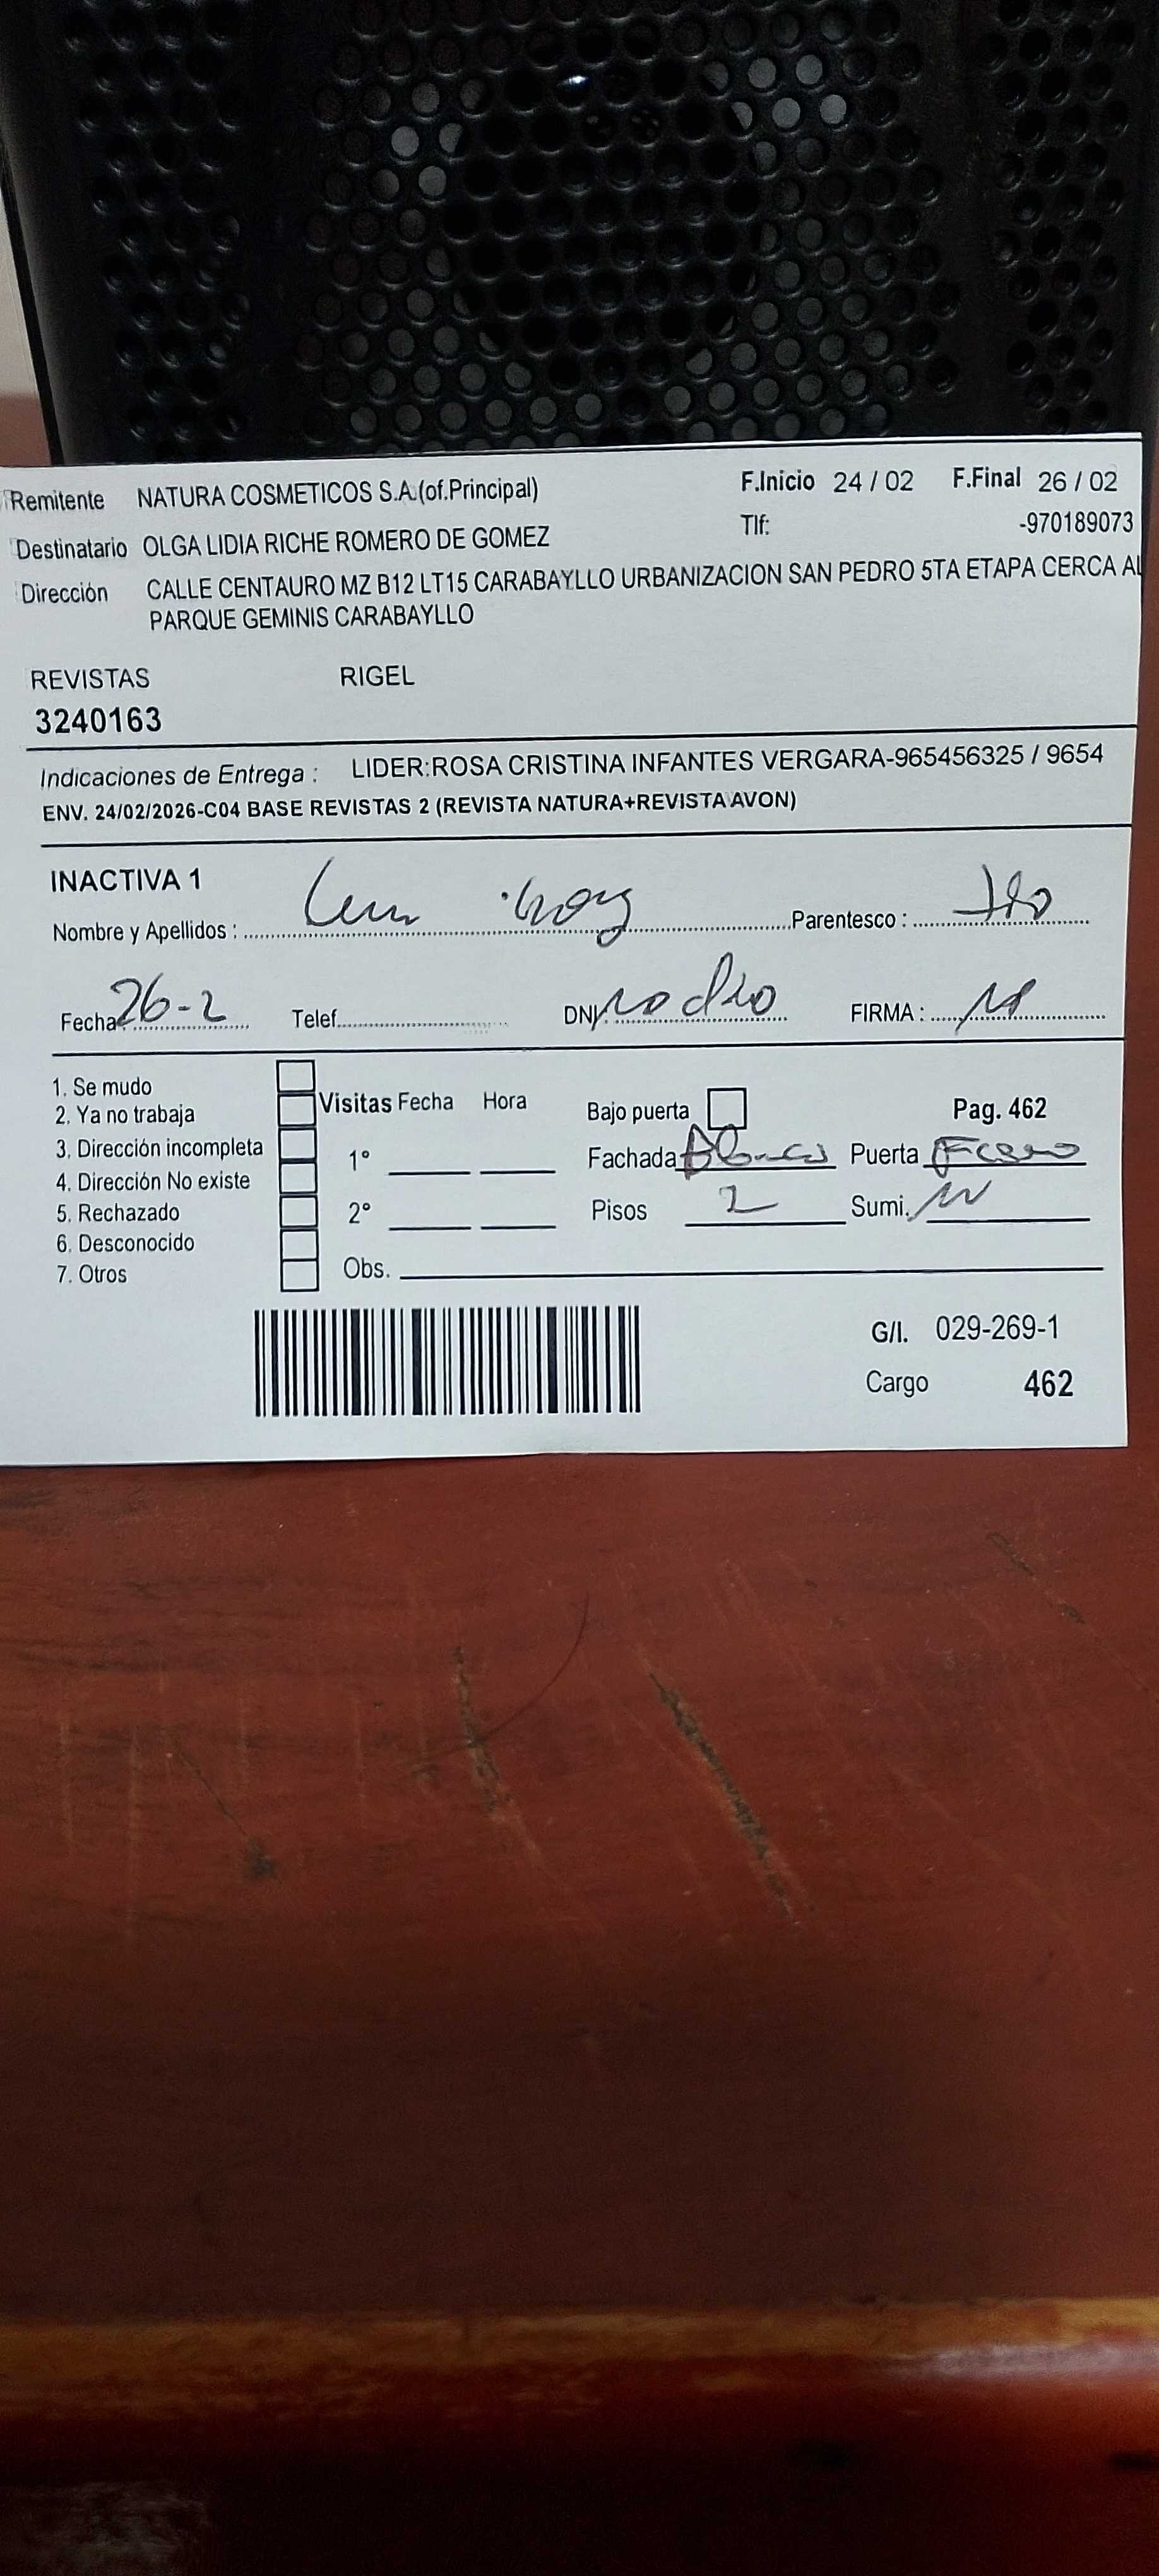 Remitente NATURA COSMETICOS S.A.(of.Principal) F.Inicio 24 / 02 F.Final 26 / 02
Destinatario OLGA LIDIA RICHE ROMERO DE GOMEZ Tlf: -970189073
Dirección CALLE CENTAURO MZ B12 LT15 CARABAYLLO URBANIZACION SAN PEDRO 5TA ETAPA CERCA AL
PARQUE GEMINIS CARABAYLLO
REVISTAS RIGEL
3240163
Indicaciones de Entrega : LIDER:ROSA CRISTINA INFANTES VERGARA-965456325 / 9654
ENV. 24/02/2026-C04 BASE REVISTAS 2 (REVISTA NATURA+REVISTA AVON)
INACTIVA 1
Nombre y Apellidos : Parentesco :
Fecha: 26-2 Telef. DNI: no dio FIRMA :
1. Se mudo
2. Ya no trabaja Visitas Fecha Hora Bajo puerta Pag. 462
3. Dirección incompleta 1° Fachada Puerta
4. Dirección No existe
5. Rechazado 2° Pisos 2 Sumi.
6. Desconocido
7. Otros Obs.
G/I. 029-269-1
Cargo 462